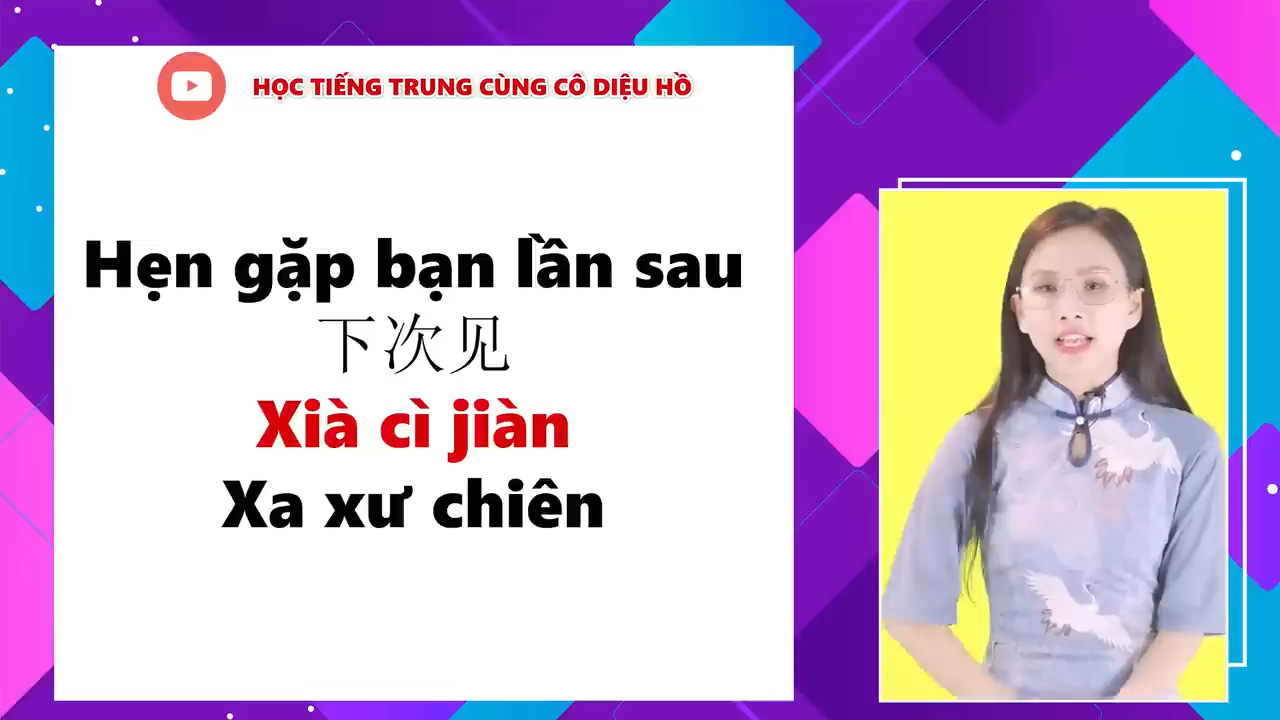 HỌC TIẾNG TRUNG CÙNG CÔ DIỆU HỒ
Hẹn gặp bạn lần sau
下次见
Xià cì jiàn
Xa xư chiên